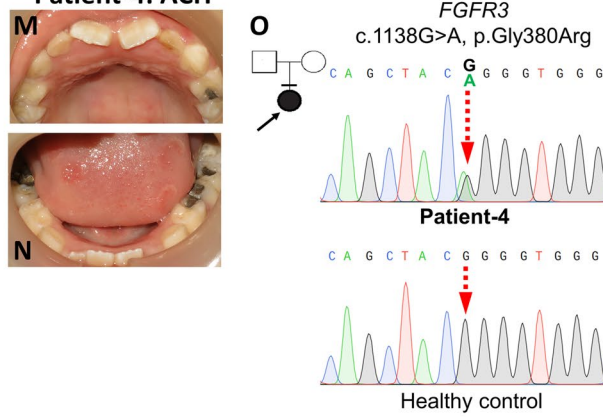 Patient-4: ACH
M
N
O
FGFR3
c.1138G>A, p.Gly380Arg
G
C A G C T A C A G G G T G G G
Patient-4
C A G C T A C G G G G T G G G
Healthy control